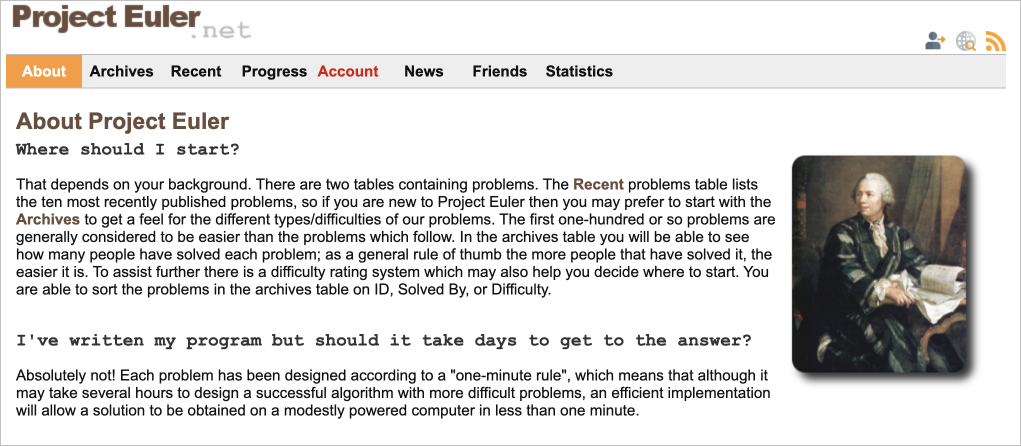 Project Euler.net
About Archives Recent Progress Account News Friends Statistics
About Project Euler
Where should I start?
That depends on your background. There are two tables containing problems. The Recent problems table lists
the ten most recently published problems, so if you are new to Project Euler then you may prefer to start with the
Archives to get a feel for the different types/difficulties of our problems. The first one-hundred or so problems are
generally considered to be easier than the problems which follow. In the archives table you will be able to see
how many people have solved each problem; as a general rule of thumb the more people that have solved it, the
easier it is. To assist further there is a difficulty rating system which may also help you decide where to start. You
are able to sort the problems in the archives table on ID, Solved By, or Difficulty.
I've written my program but should it take days to get to the answer?
Absolutely not! Each problem has been designed according to a "one-minute rule", which means that although it
may take several hours to design a successful algorithm with more difficult problems, an efficient implementation
will allow a solution to be obtained on a modestly powered computer in less than one minute.